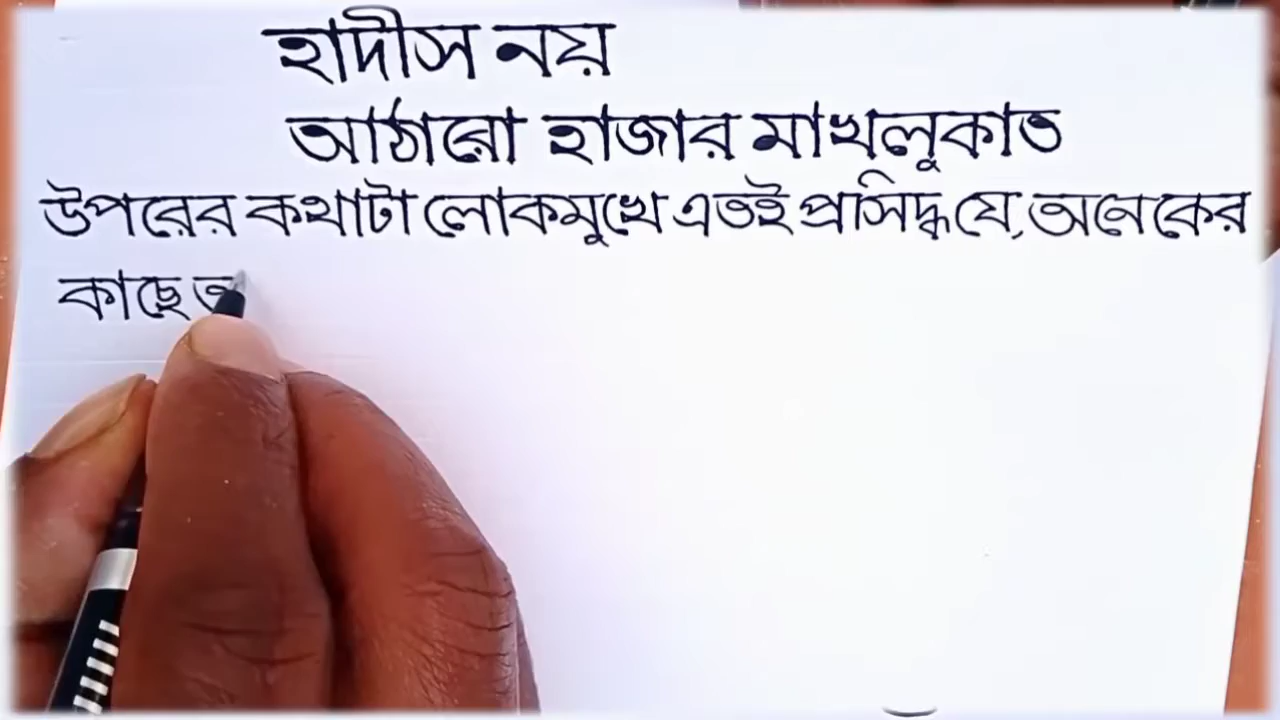 হাদীস নয়
আঠারো হাজার মাখলুকাত
উপরের কথাটা লোকমুখে এতই প্রসিদ্ধ যে, অনেকের
কাছে ত